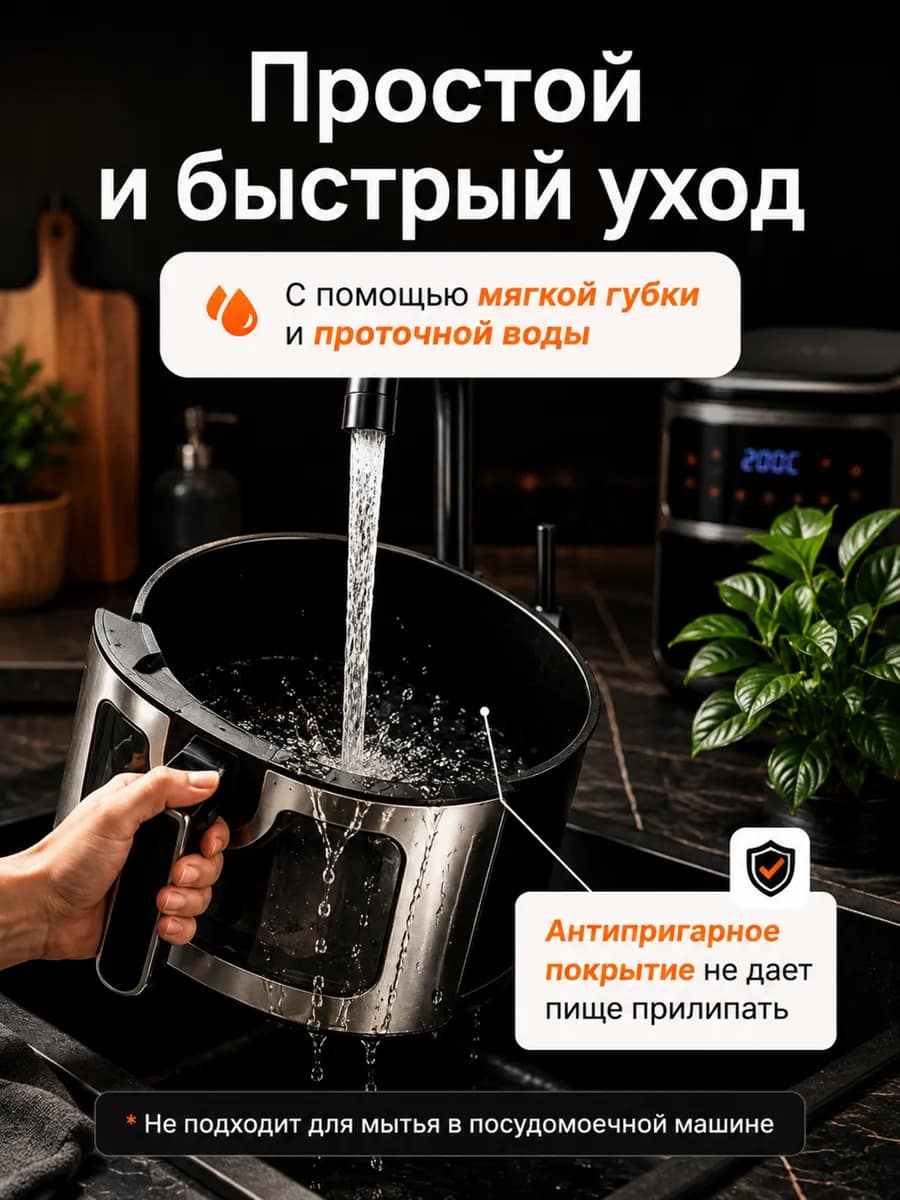 Простой
и быстрый уход
С помощью мягкой губки
и проточной воды
200C
Антипригарное
покрытие не дает
пище прилипать
* Не подходит для мытья в посудомоечной машине